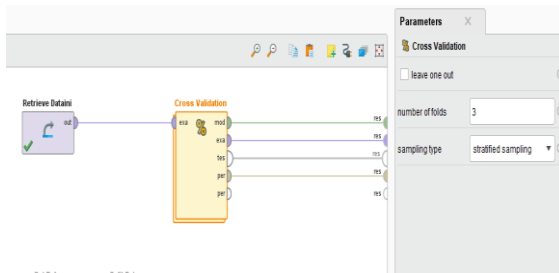 Parameters X
Cross Validation
leave one out
number of folds 3
sampling type stratified sampling
Retrieve Dataini
out
Cross Validation
exa mod
exa
tes
per
per
res
res
res
res
res